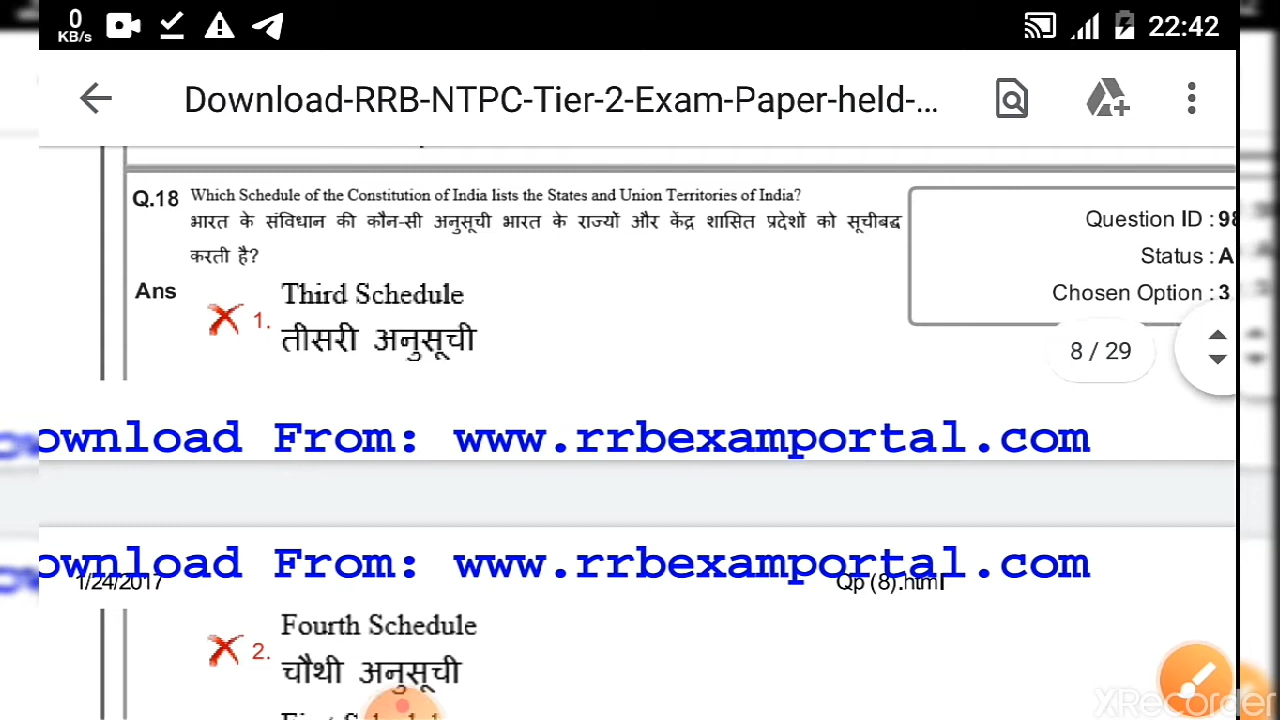 0
KB/s
22:42
Download-RRB-NTPC-Tier-2-Exam-Paper-held-...
Q.18 Which Schedule of the Constitution of India lists the States and Union Territories of India?
भारत के संविधान की कौन-सी अनुसूची भारत के राज्यों और केंद्र शासित प्रदेशों को सूचीबद्ध
करती है?
Question ID : 98
Status : A
Chosen Option : 3
Ans
1. Third Schedule
तीसरी अनुसूची
8 / 29
ownload From: www.rrbexamportal.com
ownload From: www.rrbexamportal.com
1/24/2017
Qp (8).html
2. Fourth Schedule
चौथी अनुसूची
XRecorder